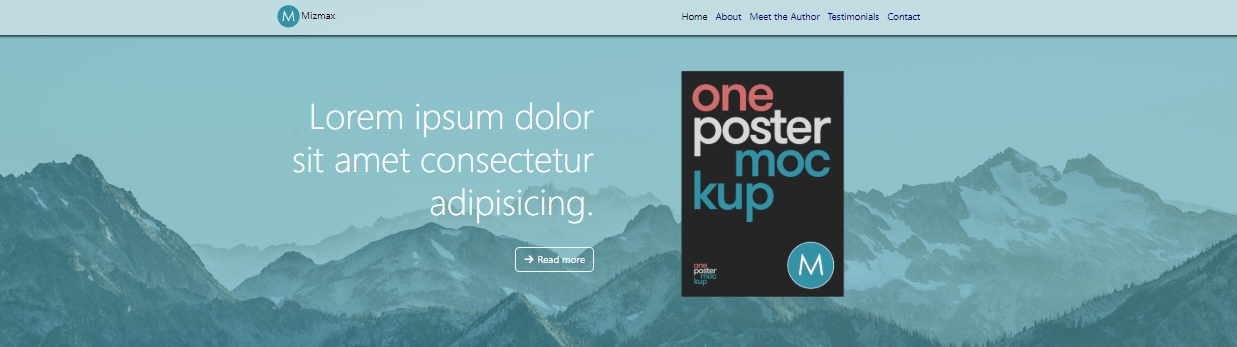 M Mizmax
Home About Meet the Author Testimonials Contact
Lorem ipsum dolor
sit amet consectetur
adipisicing.
→ Read more
one
poster
moc
kup
one
poster
moc
kup
M